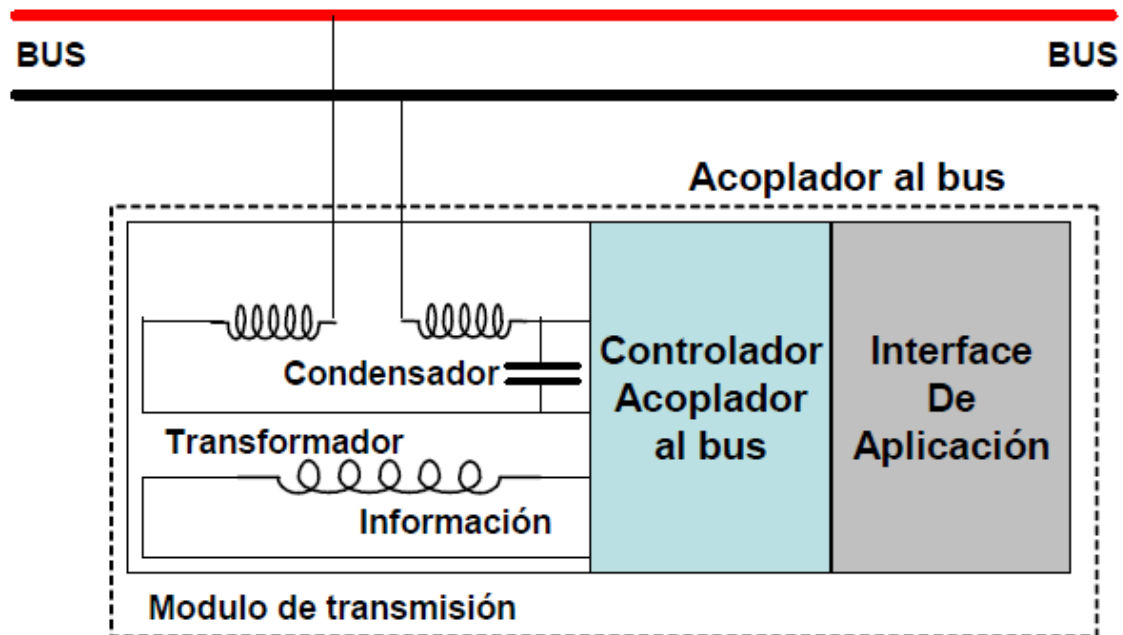 BUS
BUS
Acoplador al bus
Condensador
Transformador
Información
Controlador
Acoplador
al bus
Interface
De
Aplicación
Modulo de transmisión